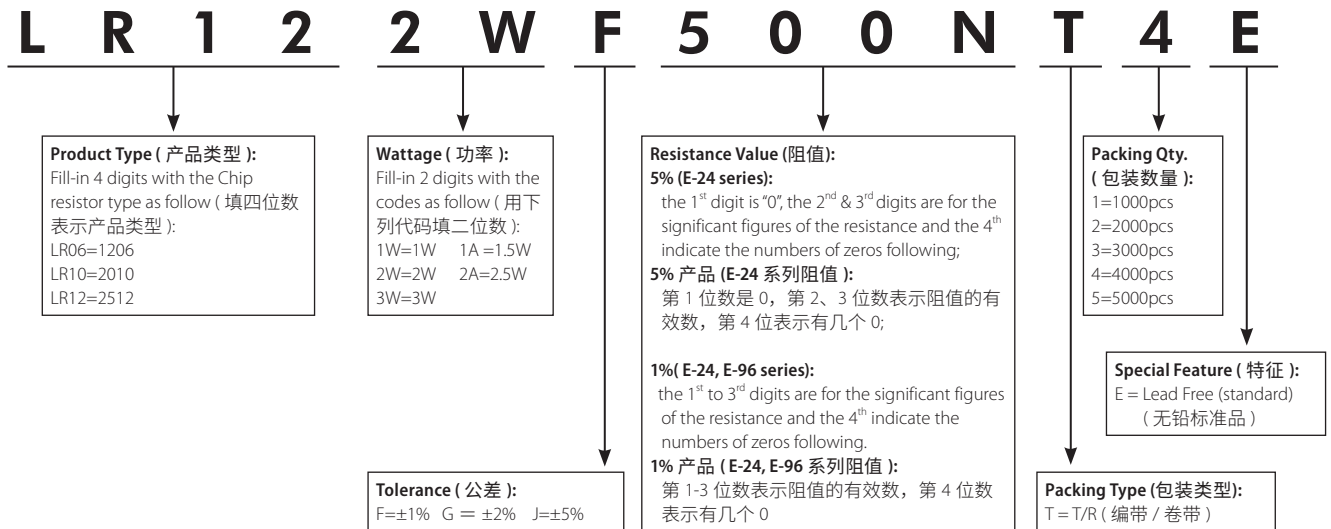 L R 1 2 2 W F 5 0 0 N T 4 E
Product Type ( 产品类型 ):
Fill-in 4 digits with the Chip
resistor type as follow ( 填四位数
表示产品类型 ):
LR06=1206
LR10=2010
LR12=2512
Wattage ( 功率 ):
Fill-in 2 digits with the
codes as follow ( 用下
列代码填二位数 ):
1W=1W 1A =1.5W
2W=2W 2A=2.5W
3W=3W
Resistance Value (阻值):
5% (E-24 series):
the 1st digit is "0", the 2nd & 3rd digits are for the
significant figures of the resistance and the 4th
indicate the numbers of zeros following;
5% 产品 (E-24 系列阻值 ):
第 1 位数是 0，第 2、3 位数表示阻值的有
效数，第 4 位表示有几个 0;
1%( E-24, E-96 series):
the 1st to 3rd digits are for the significant figures
of the resistance and the 4th indicate the
numbers of zeros following.
1% 产品 ( E-24, E-96 系列阻值 ):
第 1-3 位数表示阻值的有效数，第 4 位数
表示有几个 0
Packing Qty.
( 包装数量 ):
1=1000pcs
2=2000pcs
3=3000pcs
4=4000pcs
5=5000pcs
Special Feature ( 特征 ):
E = Lead Free (standard)
( 无铅标准品 )
Tolerance ( 公差 ):
F=±1% G = ±2% J=±5%
Packing Type (包装类型):
T = T/R ( 编带 / 卷带 )